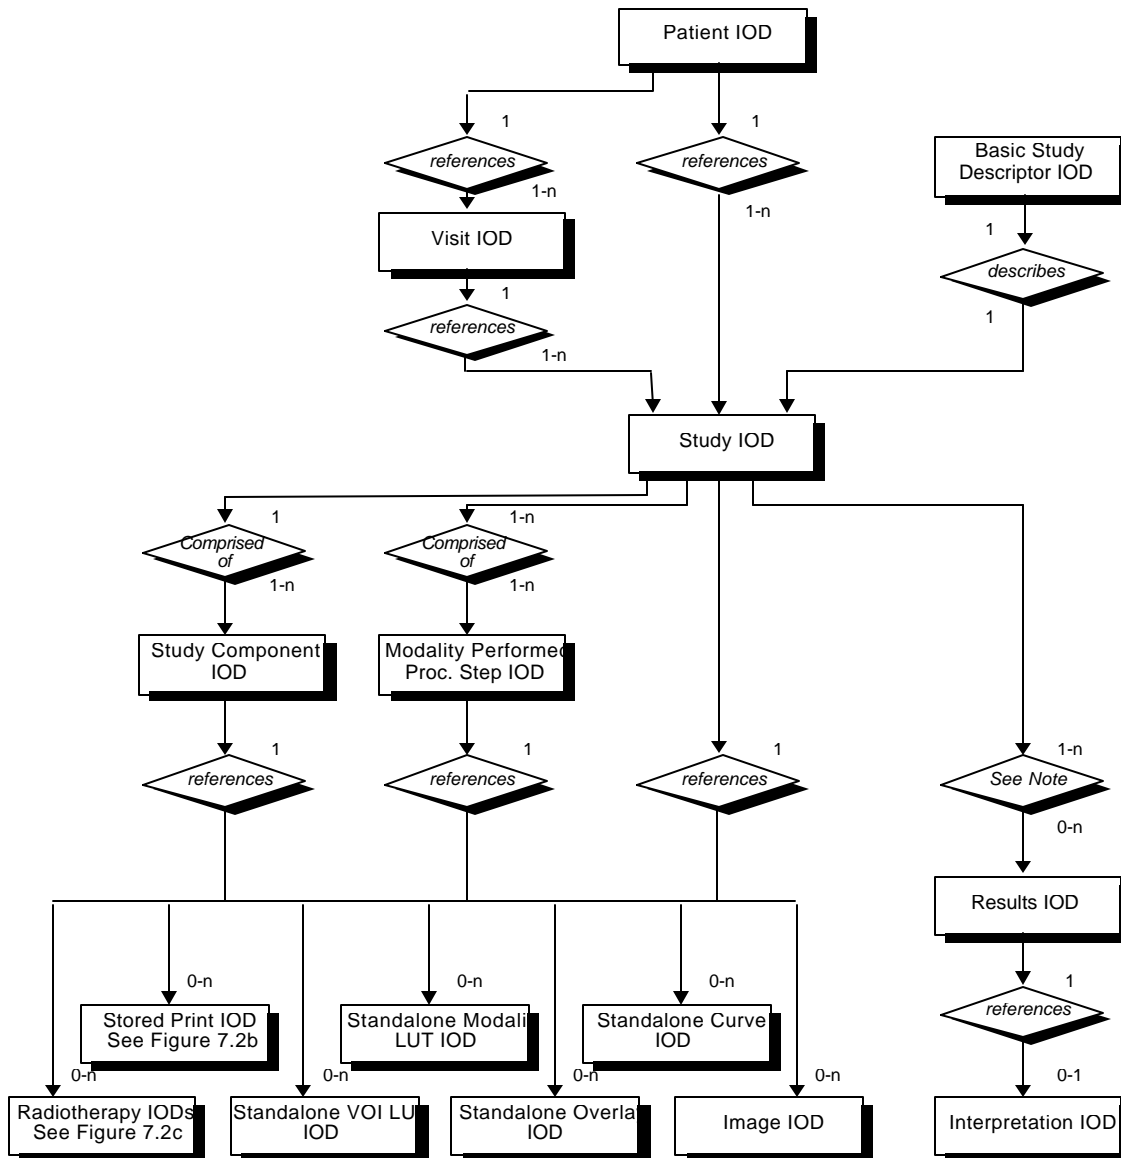 Patient IOD
1
1
references
references
Basic Study
Descriptor IOD
1-n
1-n
Visit IOD
1
describes
1
1
references
1-n
Study IOD
1
1-n
Comprised
of
Comprised
of
1-n
1-n
Study Component
IOD
Modality Performed
Proc. Step IOD
1
1
1
1-n
references
references
references
See Note
0-n
Results IOD
0-n
0-n
0-n
1
references
Stored Print IOD
See Figure 7.2b
Standalone Modali
LUT IOD
Standalone Curve
IOD
0-n
0-n
0-n
0-n
0-1
Radiotherapy IODs
See Figure 7.2c
Standalone VOI LU
IOD
Standalone Overla
IOD
Image IOD
Interpretation IOD